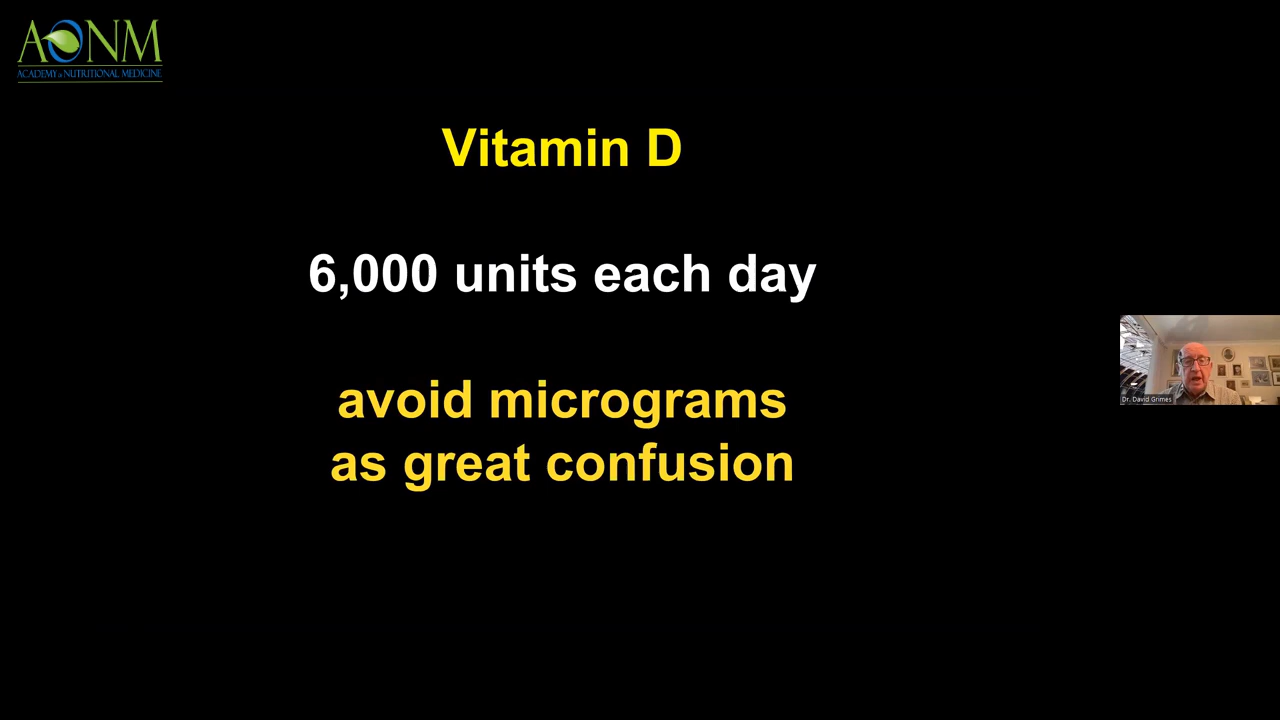 AONM
ACADEMY of NUTRITIONAL MEDICINE
Vitamin D
6,000 units each day
avoid micrograms
as great confusion
Dr. David Grimes